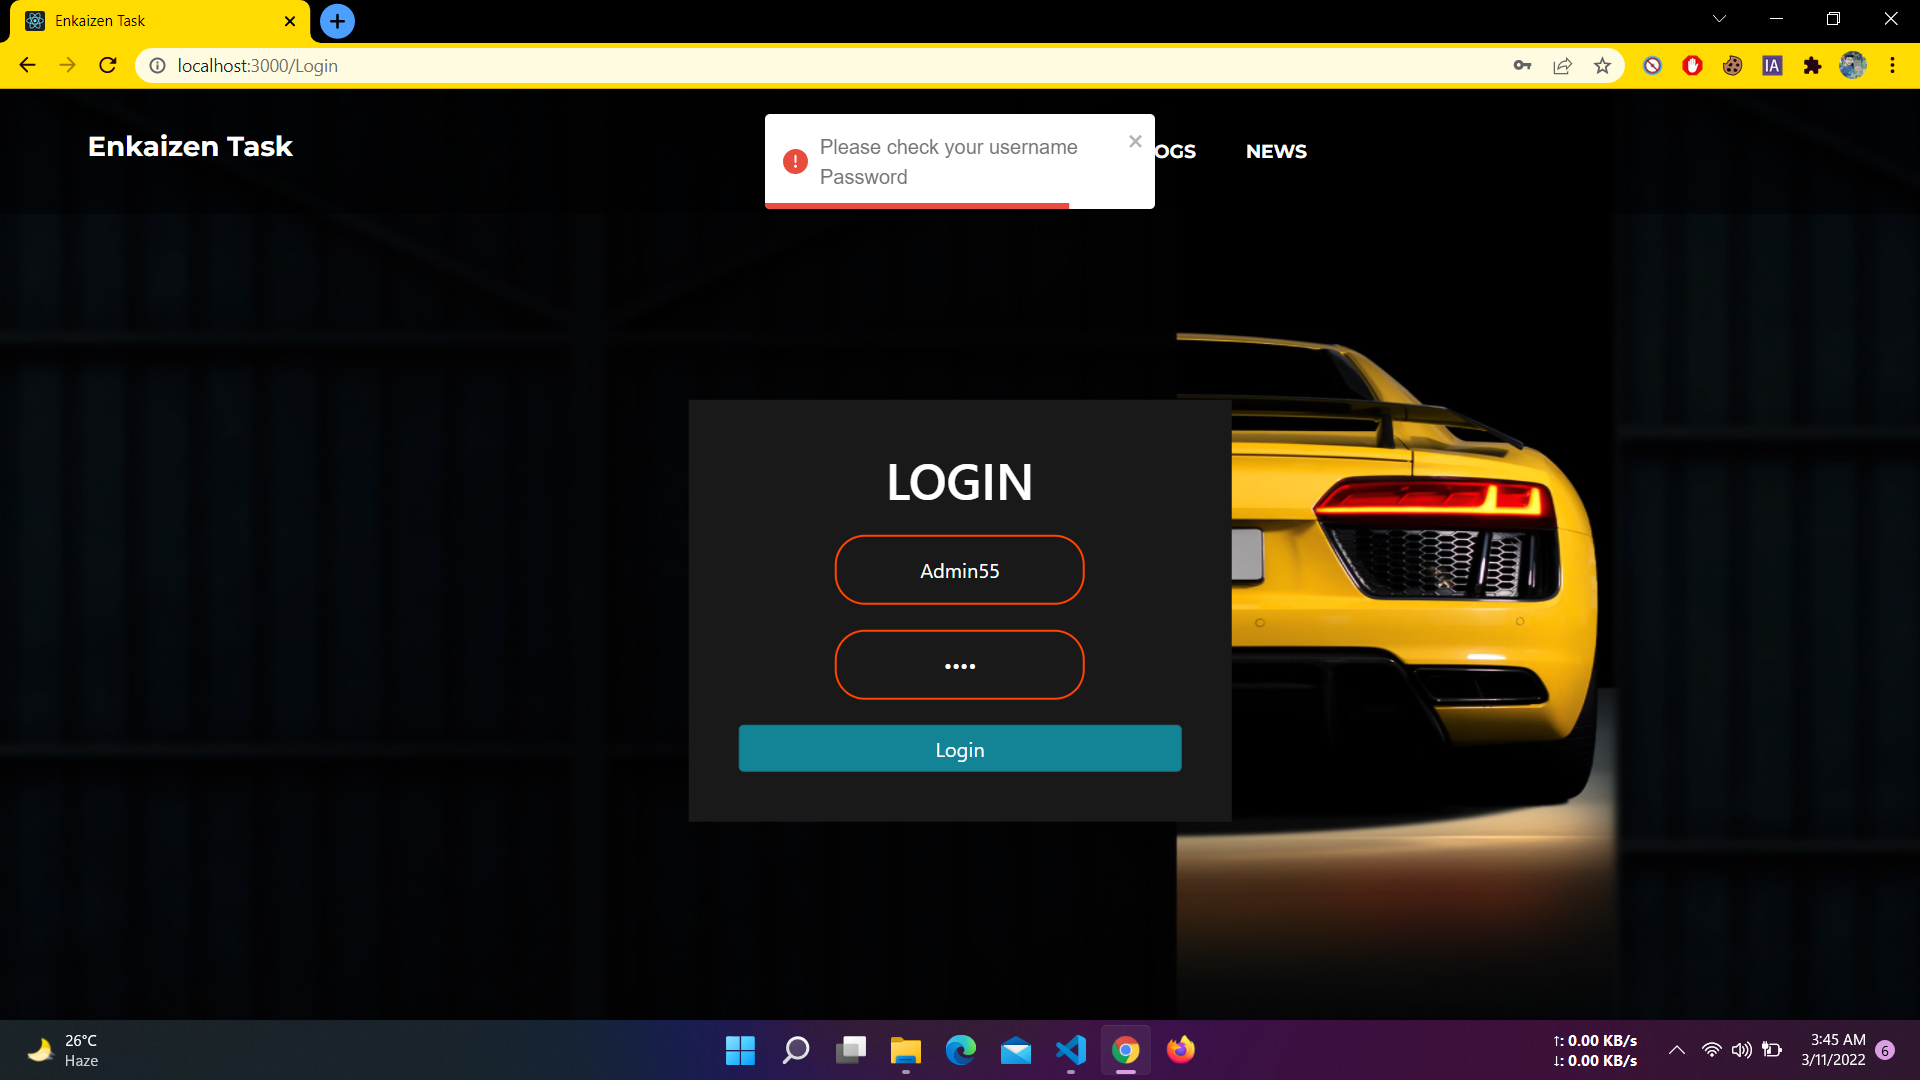 Enkaizen Task
localhost:3000/Login
IA
Enkaizen Task
Please check your username
Password
OGS
NEWS
LOGIN
Admin55
••••
Login
26°C
Haze
↑: 0.00 KB/s
↓: 0.00 KB/s
3:45 AM
3/11/2022
6